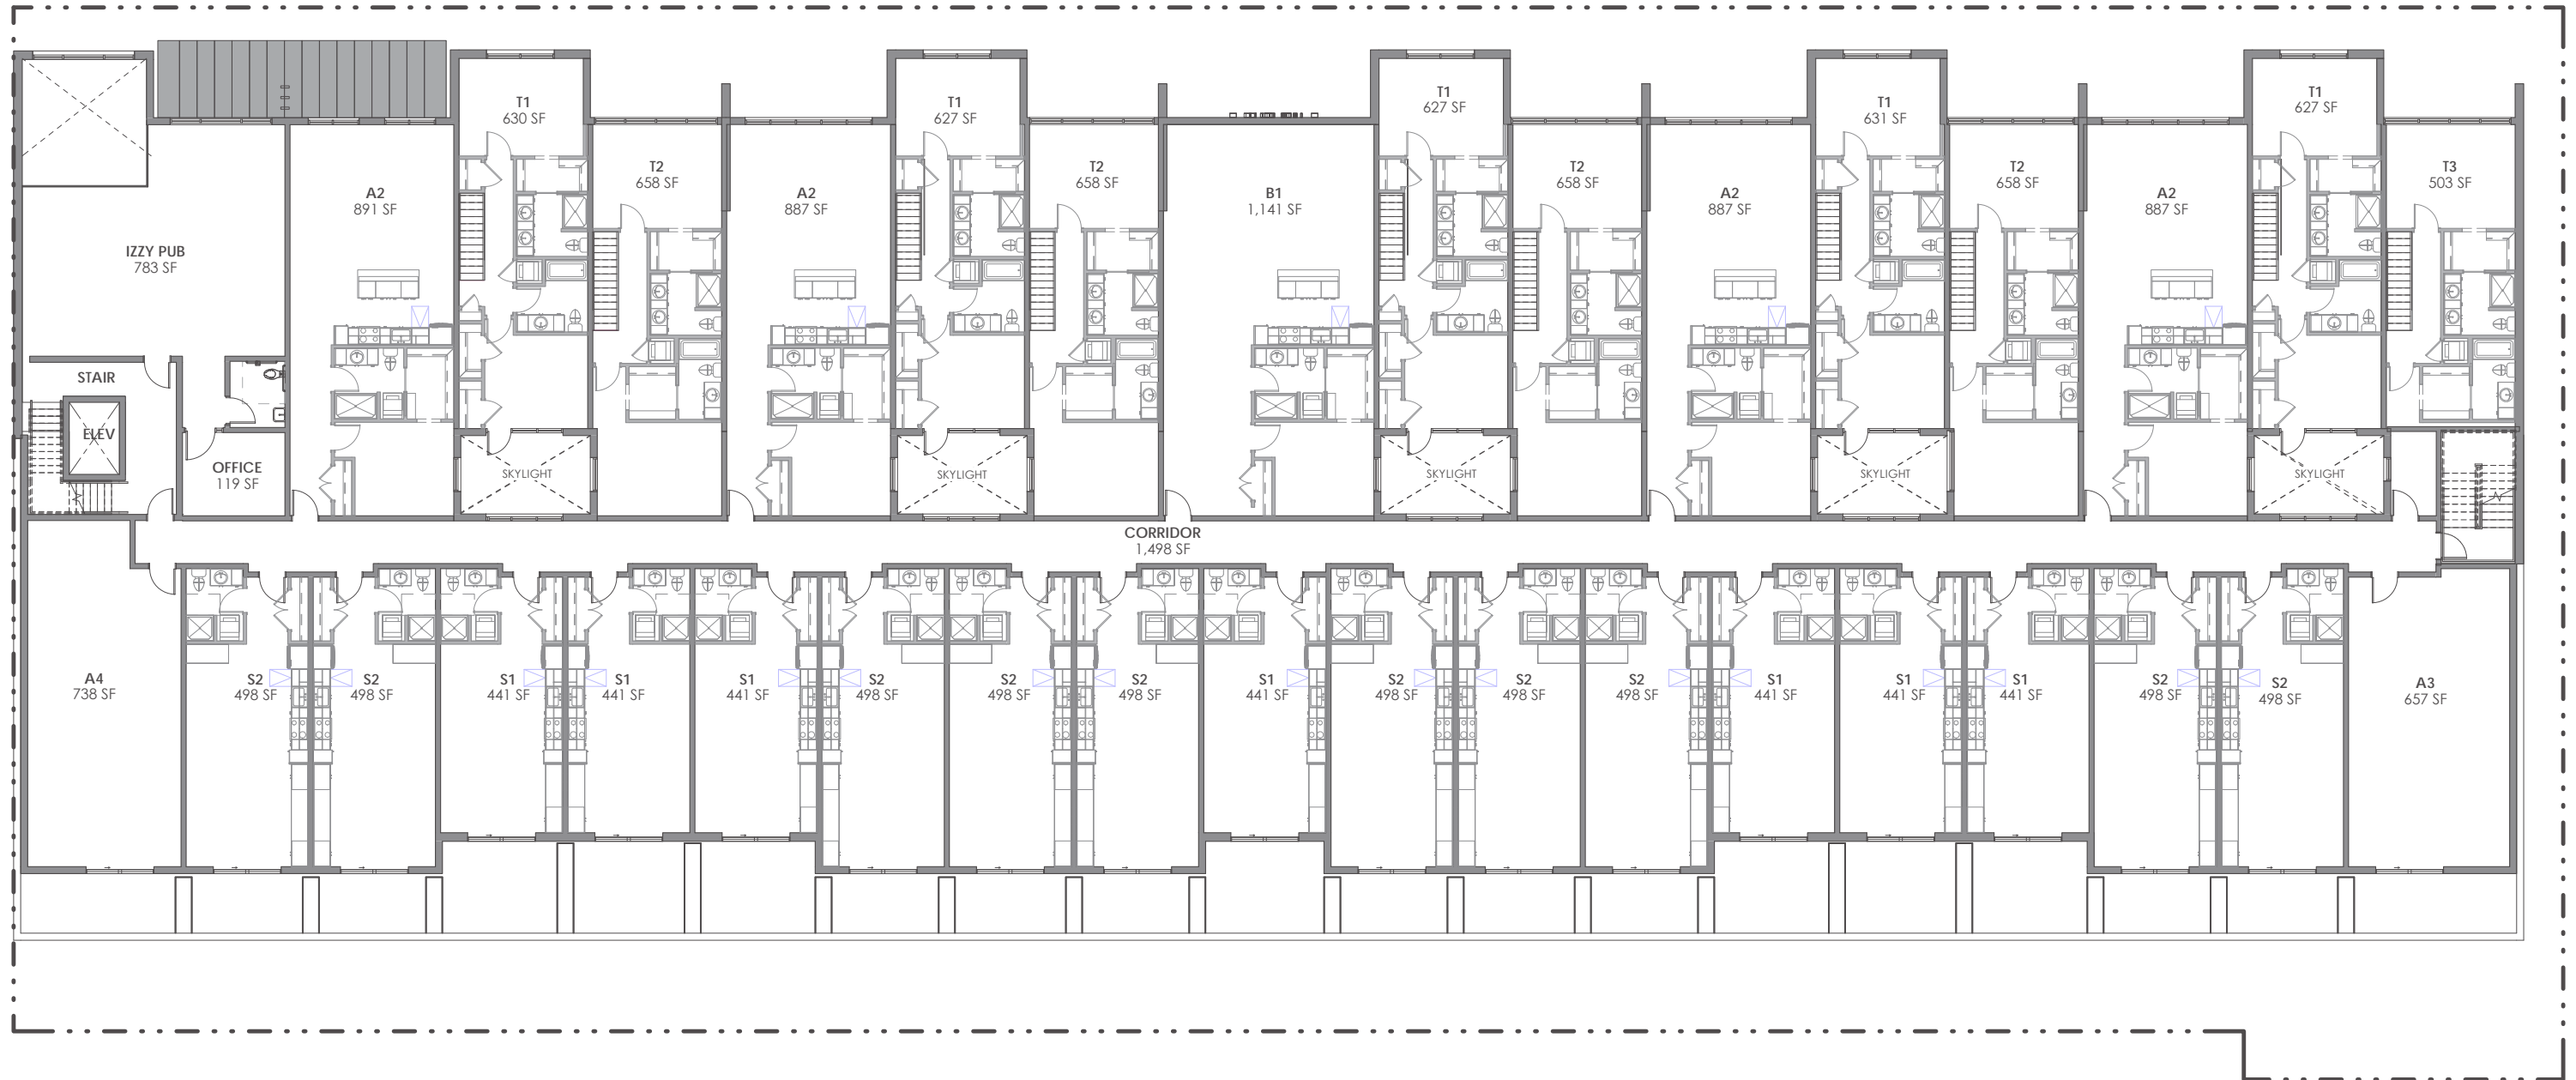 T1
630 SF
T1
627 SF
T1
627 SF
T1
631 SF
T1
627 SF
T2
658 SF
T2
658 SF
T2
658 SF
T2
658 SF
T3
503 SF
A2
891 SF
A2
887 SF
B1
1,141 SF
A2
887 SF
A2
887 SF
IZZY PUB
783 SF
STAIR
ELEV
OFFICE
119 SF
SKYLIGHT
SKYLIGHT
SKYLIGHT
SKYLIGHT
SKYLIGHT
CORRIDOR
1,498 SF
A4
738 SF
S2
498 SF
S2
498 SF
S1
441 SF
S1
441 SF
S1
441 SF
S2
498 SF
S2
498 SF
S2
498 SF
S1
441 SF
S2
498 SF
S2
498 SF
S2
498 SF
S1
441 SF
S1
441 SF
S1
441 SF
S2
498 SF
S2
498 SF
A3
657 SF